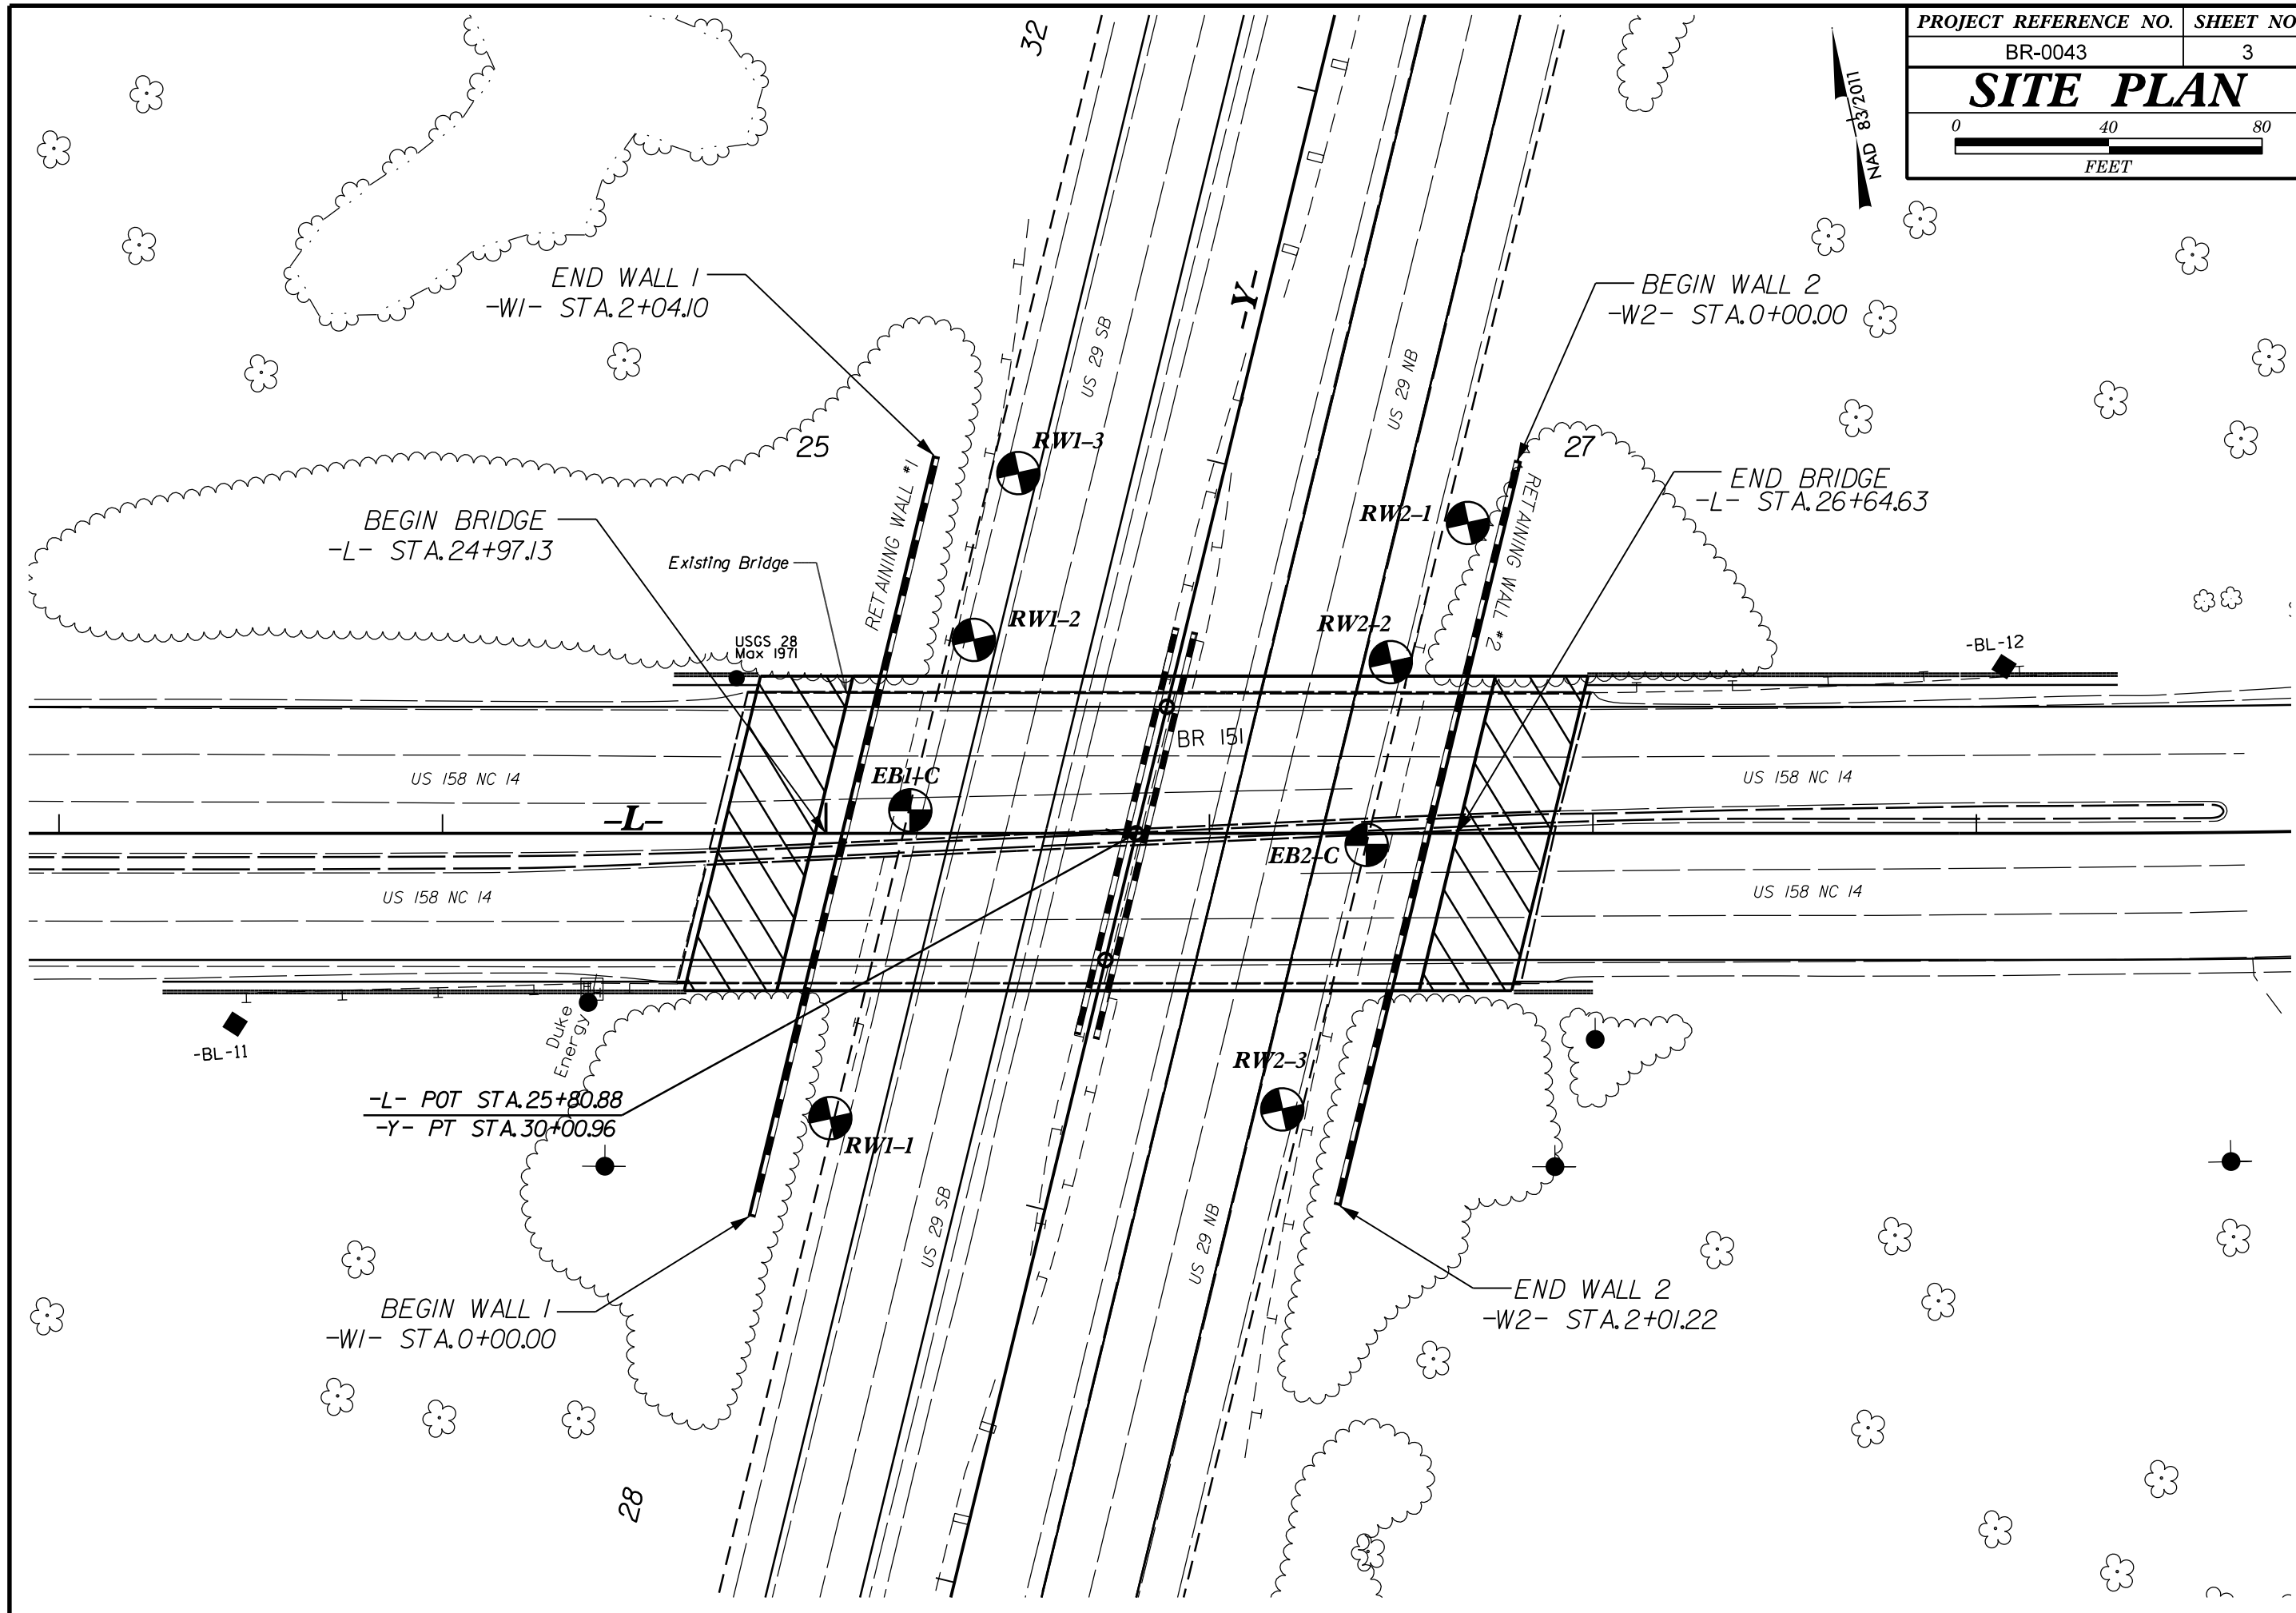 PROJECT REFERENCE NO. SHEET NO
BR-0043 3
SITE PLAN
0 40 80
FEET
NAD 83/2011
32
END WALL 1
-W1- STA.2+04.10
BEGIN WALL 2
-W2- STA.0+00.00
-Y-
US 29 SB
US 29 NB
25
RW1-3
27
END BRIDGE
-L- STA.26+64.63
RETAINING WALL #1
RETAINING WALL #2
BEGIN BRIDGE
-L- STA.24+97.13
RW2-1
Existing Bridge
RW1-2
RW2-2
USGS 28
Max 1971
-BL-12
BR 151
US 158 NC 14
EB1-C
US 158 NC 14
-L-
EB2-C
US 158 NC 14
US 158 NC 14
H
-BL-11
Duke
Energy
RW2-3
-L- POT STA.25+80.88
-Y- PT STA.30+00.96
RW1-1
US 29 SB
US 29 NB
BEGIN WALL 1
-W1- STA.0+00.00
END WALL 2
-W2- STA.2+01.22
28